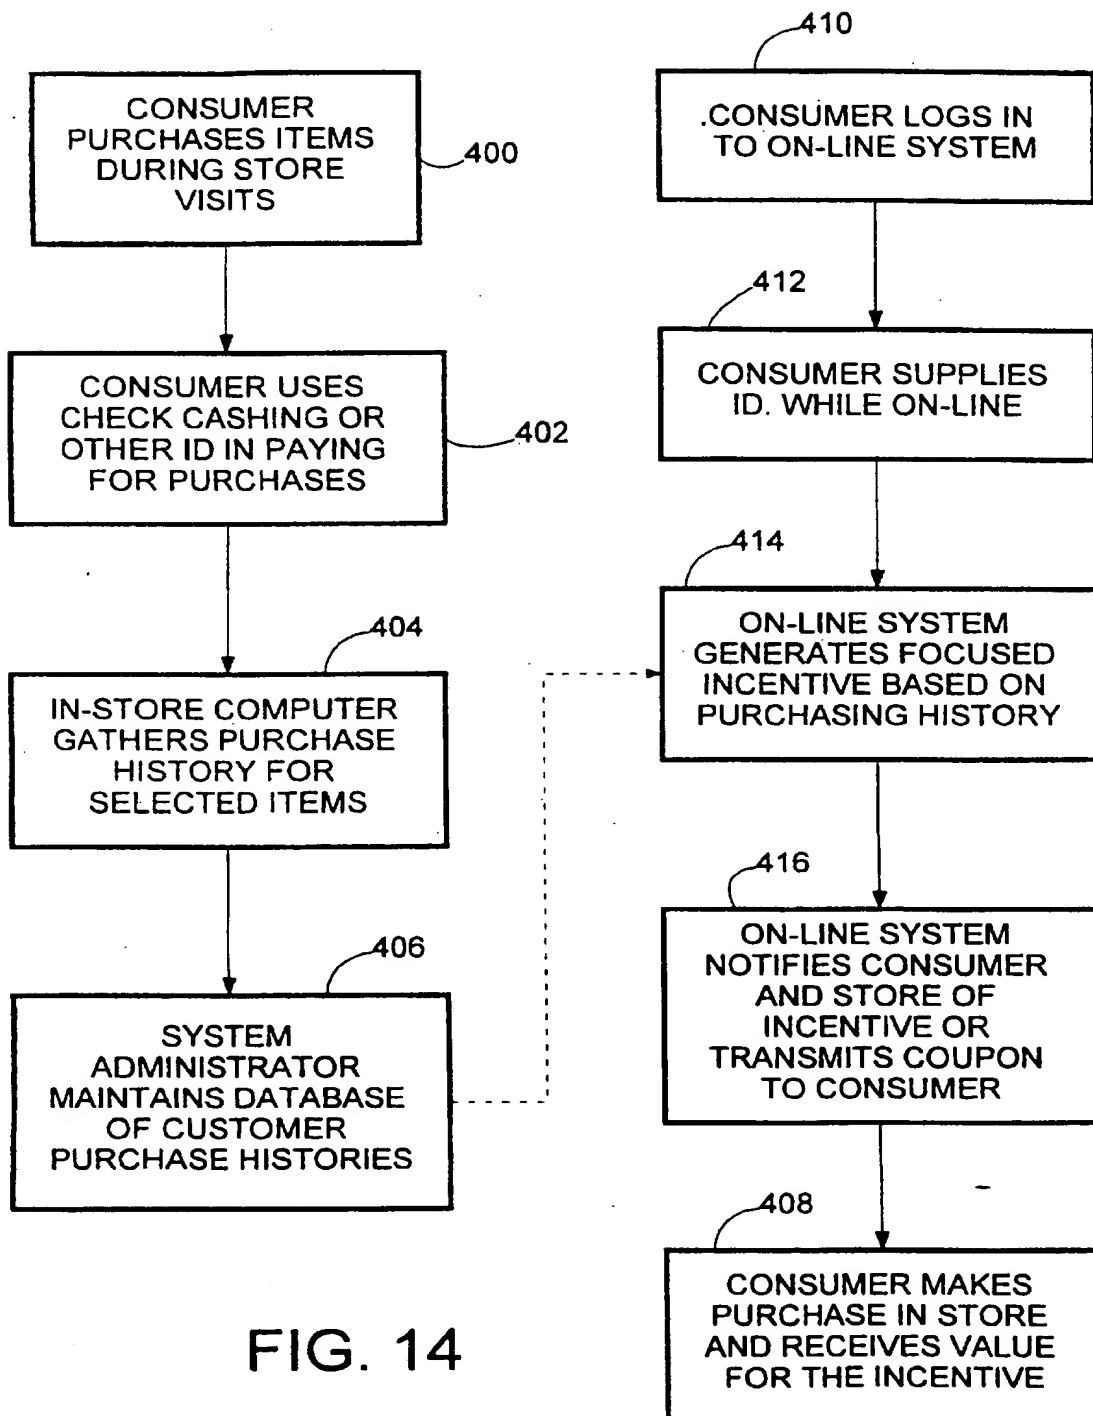 CONSUMER
PURCHASES ITEMS
DURING STORE
VISITS
400
CONSUMER USES
CHECK CASHING OR
OTHER ID IN PAYING
FOR PURCHASES
402
404
IN-STORE COMPUTER
GATHERS PURCHASE
HISTORY FOR
SELECTED ITEMS
406
SYSTEM
ADMINISTRATOR
MAINTAINS DATABASE
OF CUSTOMER
PURCHASE HISTORIES
410
.CONSUMER LOGS IN
TO ON-LINE SYSTEM
412
CONSUMER SUPPLIES
ID. WHILE ON-LINE
414
ON-LINE SYSTEM
GENERATES FOCUSED
INCENTIVE BASED ON
PURCHASING HISTORY
416
ON-LINE SYSTEM
NOTIFIES CONSUMER
AND STORE OF
INCENTIVE OR
TRANSMITS COUPON
TO CONSUMER
408
CONSUMER MAKES
PURCHASE IN STORE
AND RECEIVES VALUE
FOR THE INCENTIVE
FIG. 14